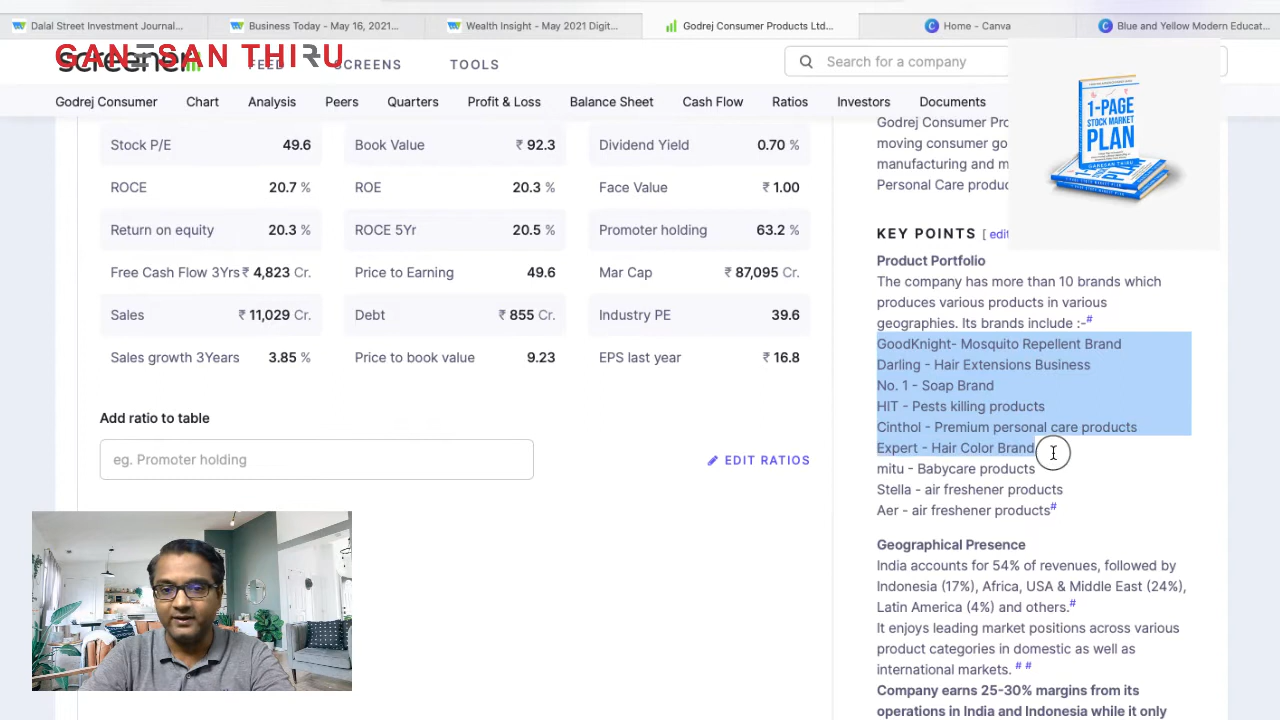 Dalal Street Investment Journal...
Business Today - May 16, 2021...
Wealth Insight - May 2021 Digit...
Godrej Consumer Products Ltd...
Home - Canva
Blue and Yellow Modern Educat...
GANESAN THIRU
screener
FEED
SCREENS
TOOLS
Search for a company
Godrej Consumer
Chart
Analysis
Peers
Quarters
Profit & Loss
Balance Sheet
Cash Flow
Ratios
Investors
Documents
Stock P/E 49.6
Book Value ₹ 92.3
Dividend Yield 0.70 %
ROCE 20.7 %
ROE 20.3 %
Face Value ₹ 1.00
Return on equity 20.3 %
ROCE 5Yr 20.5 %
Promoter holding 63.2 %
Free Cash Flow 3Yrs ₹ 4,823 Cr.
Price to Earning 49.6
Mar Cap ₹ 87,095 Cr.
Sales ₹ 11,029 Cr.
Debt ₹ 855 Cr.
Industry PE 39.6
Sales growth 3Years 3.85 %
Price to book value 9.23
EPS last year ₹ 16.8
Add ratio to table
eg. Promoter holding
EDIT RATIOS
Godrej Consumer Pro
moving consumer go
manufacturing and m
Personal Care produc
1-PAGE
STOCK MARKET
PLAN
GANESAN THIRU
KEY POINTS [ edit
Product Portfolio
The company has more than 10 brands which
produces various products in various
geographies. Its brands include :-#
GoodKnight- Mosquito Repellent Brand
Darling - Hair Extensions Business
No. 1 - Soap Brand
HIT - Pests killing products
Cinthol - Premium personal care products
Expert - Hair Color Brand
mitu - Babycare products
Stella - air freshener products
Aer - air freshener products#
Geographical Presence
India accounts for 54% of revenues, followed by
Indonesia (17%), Africa, USA & Middle East (24%),
Latin America (4%) and others.#
It enjoys leading market positions across various
product categories in domestic as well as
international markets. # #
Company earns 25-30% margins from its
operations in India and Indonesia while it only